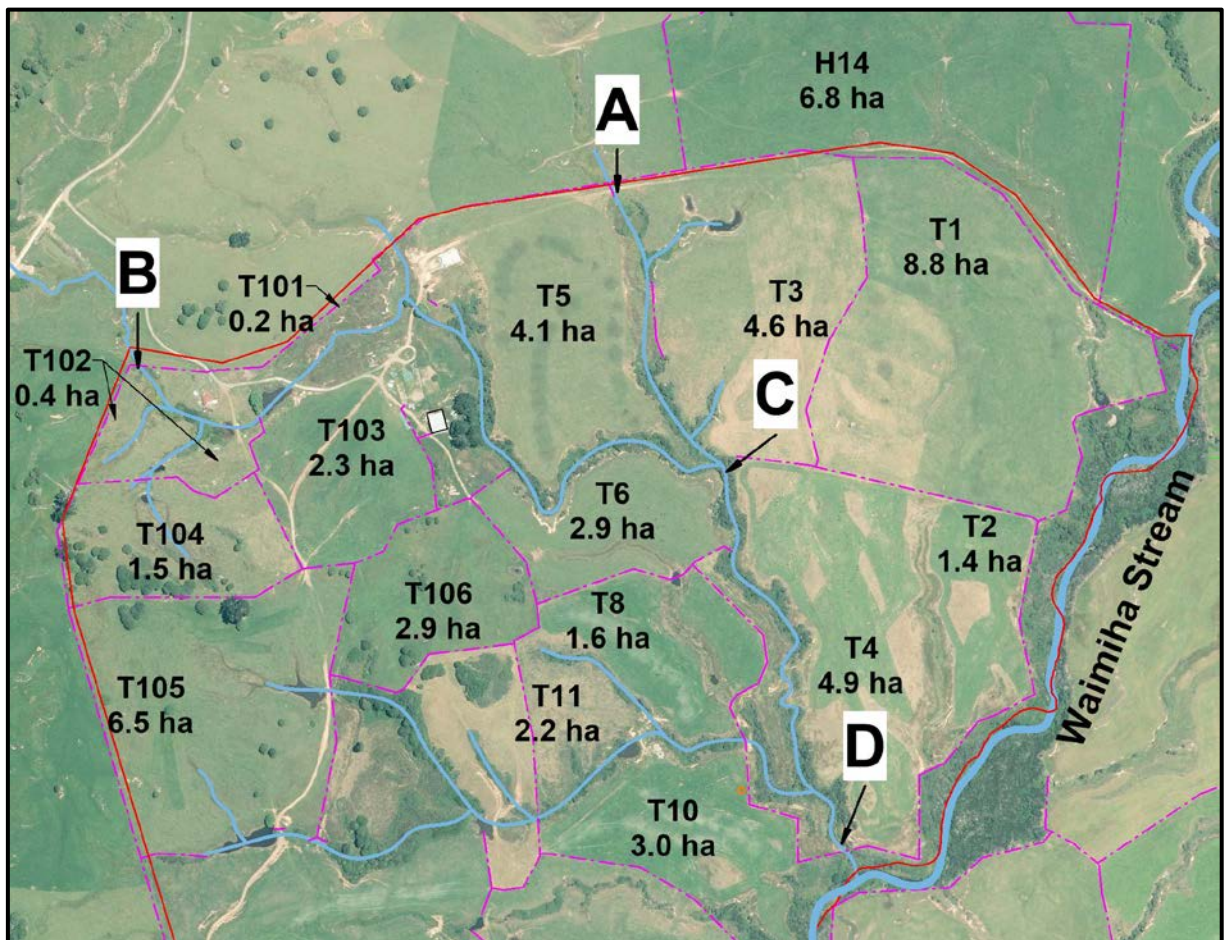 H14
6.8 ha
A
T1
8.8 ha
B
T101
0.2 ha
T5
4.1 ha
T3
4.6 ha
T102
0.4 ha
C
T103
2.3 ha
T6
2.9 ha
T2
1.4 ha
T104
1.5 ha
T106
2.9 ha
T8
1.6 ha
T4
4.9 ha
Waimiha Stream
T105
6.5 ha
T11
2.2 ha
D
T10
3.0 ha